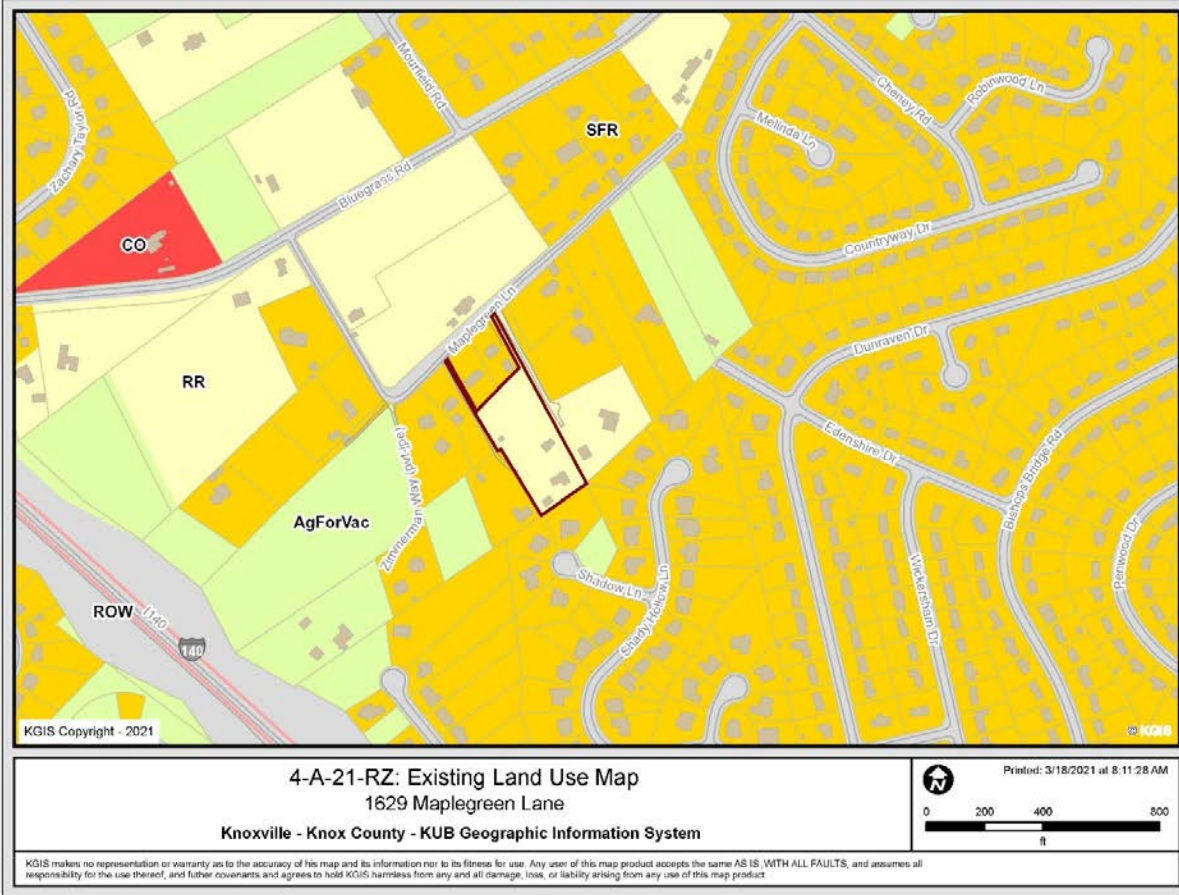 Zachary Taylor Rd
Mourfield Rd
Cheney Rd
Robinwood Ln
Melinda Ln
SFR
Bluegrass Rd
CO
Countryway Dr
Maplegreen Ln
Dunraven Dr
RR
Edenshire Dr
Zimmerman Way (pvt-jpe)
AgForVac
Bishops Bridge Rd
Penwood Dr
Shadow Ln
Shady Hollow Ln
Wickersham Dr
ROW
I140
140
KGIS Copyright - 2021
© KGIS
4-A-21-RZ: Existing Land Use Map
1629 Maplegreen Lane
Knoxville - Knox County - KUB Geographic Information System
N
Printed: 3/18/2021 at 8:11:28 AM
0 200 400 800
ft
KGIS makes no representation or warranty as to the accuracy of his map and its information nor to its fitness for use. Any user of this map product accepts the same AS IS ,WITH ALL FAULTS, and assumes all
responsibility for the use thereof, and futher covenants and agrees to hold KGIS harmless from any and all damage, loss, or liability arising from any use of this map product.